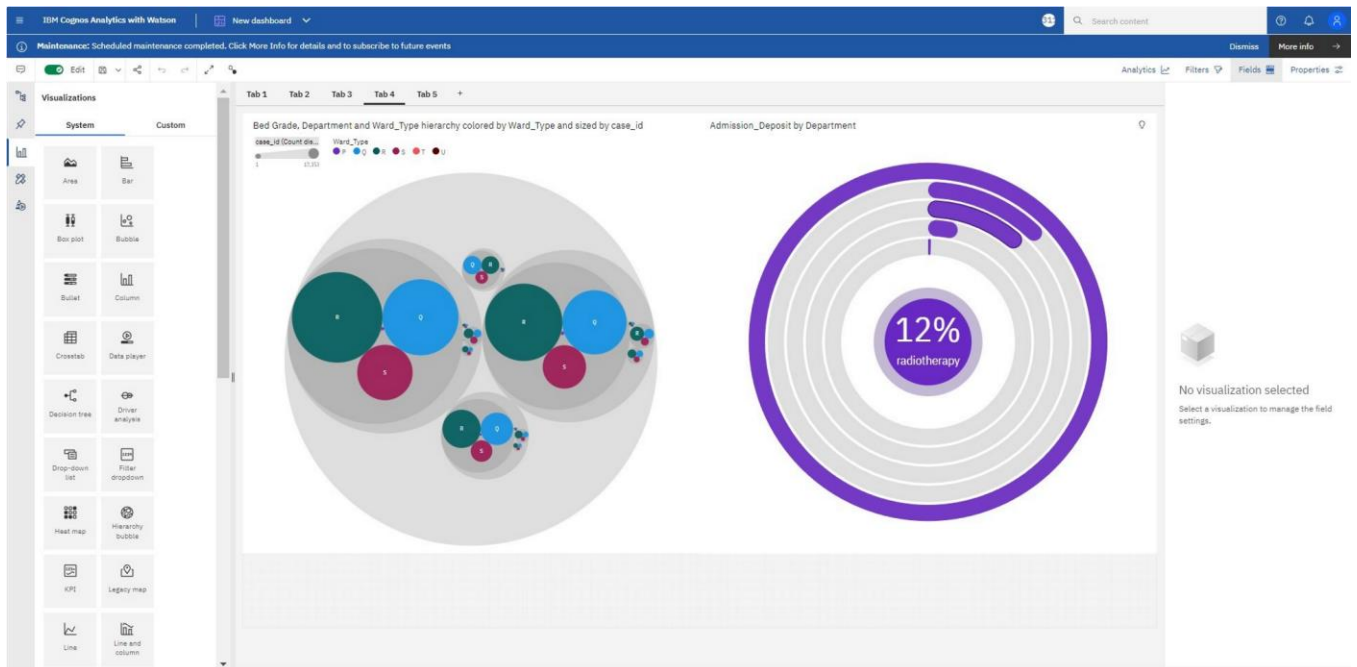 IBM Cognos Analytics with Watson
New dashboard
Search content
Maintenance: Scheduled maintenance completed. Click More Info for details and to subscribe to future events
Dismiss
More info
Edit
Analytics
Filters
Fields
Properties
Visualizations
System
Custom
Area
Bar
Box plot
Bubble
Bullet
Column
Crosstab
Data player
Decision tree
Driver
analysis
Drop-down
list
Filter
dropdown
Heat map
Hierarchy
bubble
KPI
Legacy map
Line
Line and
column
Tab 1 Tab 2 Tab 3 Tab 4 Tab 5 +
Bed Grade, Department and Ward_Type hierarchy colored by Ward_Type and sized by case_id
case_id (Count dis...
Ward_Type
P Q R S T U
1
Q R
S
R Q
S
R Q
S
R
R Q
S
Admission_Deposit by Department
12%
radiotherapy
No visualization selected
Select a visualization to manage the field
settings.